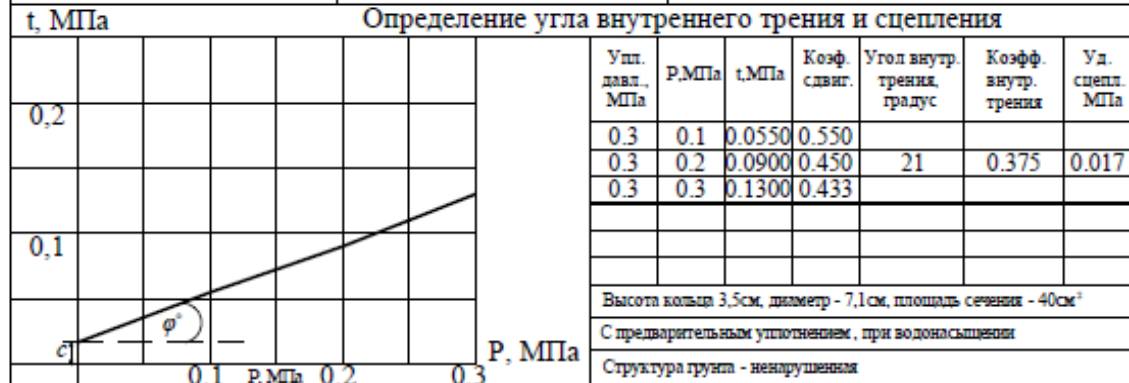 t, МПа
Определение угла внутреннего трения и сцепления
0,2
0,1
φ°
c
0.1 Р, МПа 0.2 0.3
Р, МПа
Упл. давл., МПа Р,МПа t,МПа Коэф. сдвиг. Угол внутр. трения, градус Коэфф. внутр. трения Уд. сцепл. МПа
0.3 0.1 0.0550 0.550
0.3 0.2 0.0900 0.450 21 0.375 0.017
0.3 0.3 0.1300 0.433
Высота кольца 3,5см, диаметр - 7,1см, площадь сечения - 40см²
С предварительным уплотнением , при водонасыщении
Структура грунта - ненарушенная